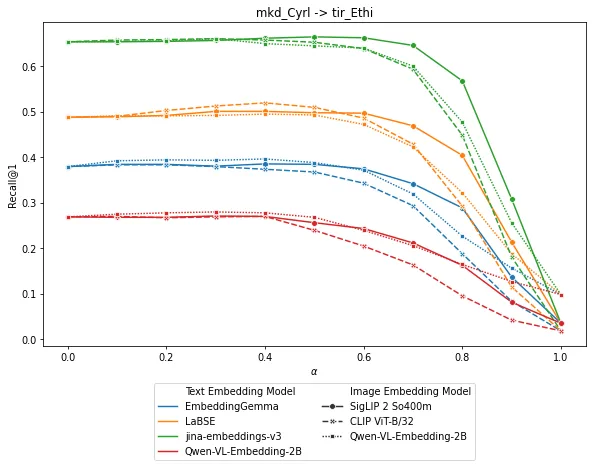 mkd_Cyrl -> tir_Ethi
Recall@1
0.6
0.5
0.4
0.3
0.2
0.1
0.0
0.0 0.2 0.4 0.6 0.8 1.0
α
Text Embedding Model Image Embedding Model
EmbeddingGemma SigLIP 2 So400m
LaBSE CLIP ViT-B/32
jina-embeddings-v3 Qwen-VL-Embedding-2B
Qwen-VL-Embedding-2B